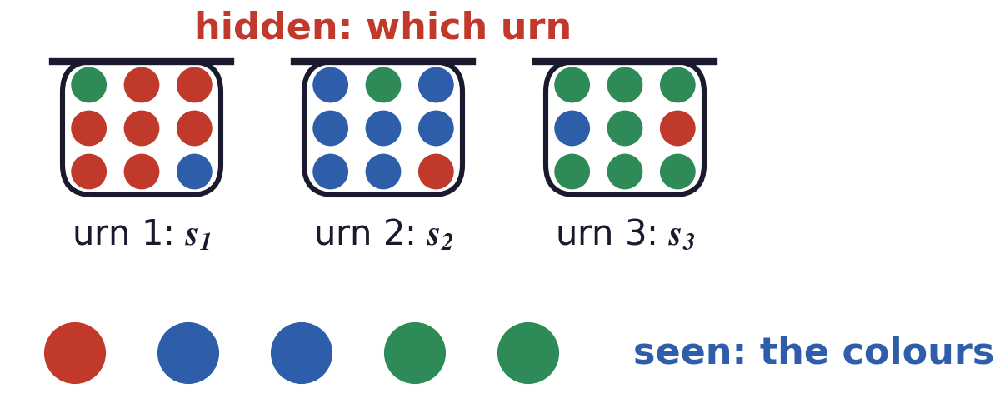 hidden: which urn
urn 1: s₁
urn 2: s₂
urn 3: s₃
seen: the colours